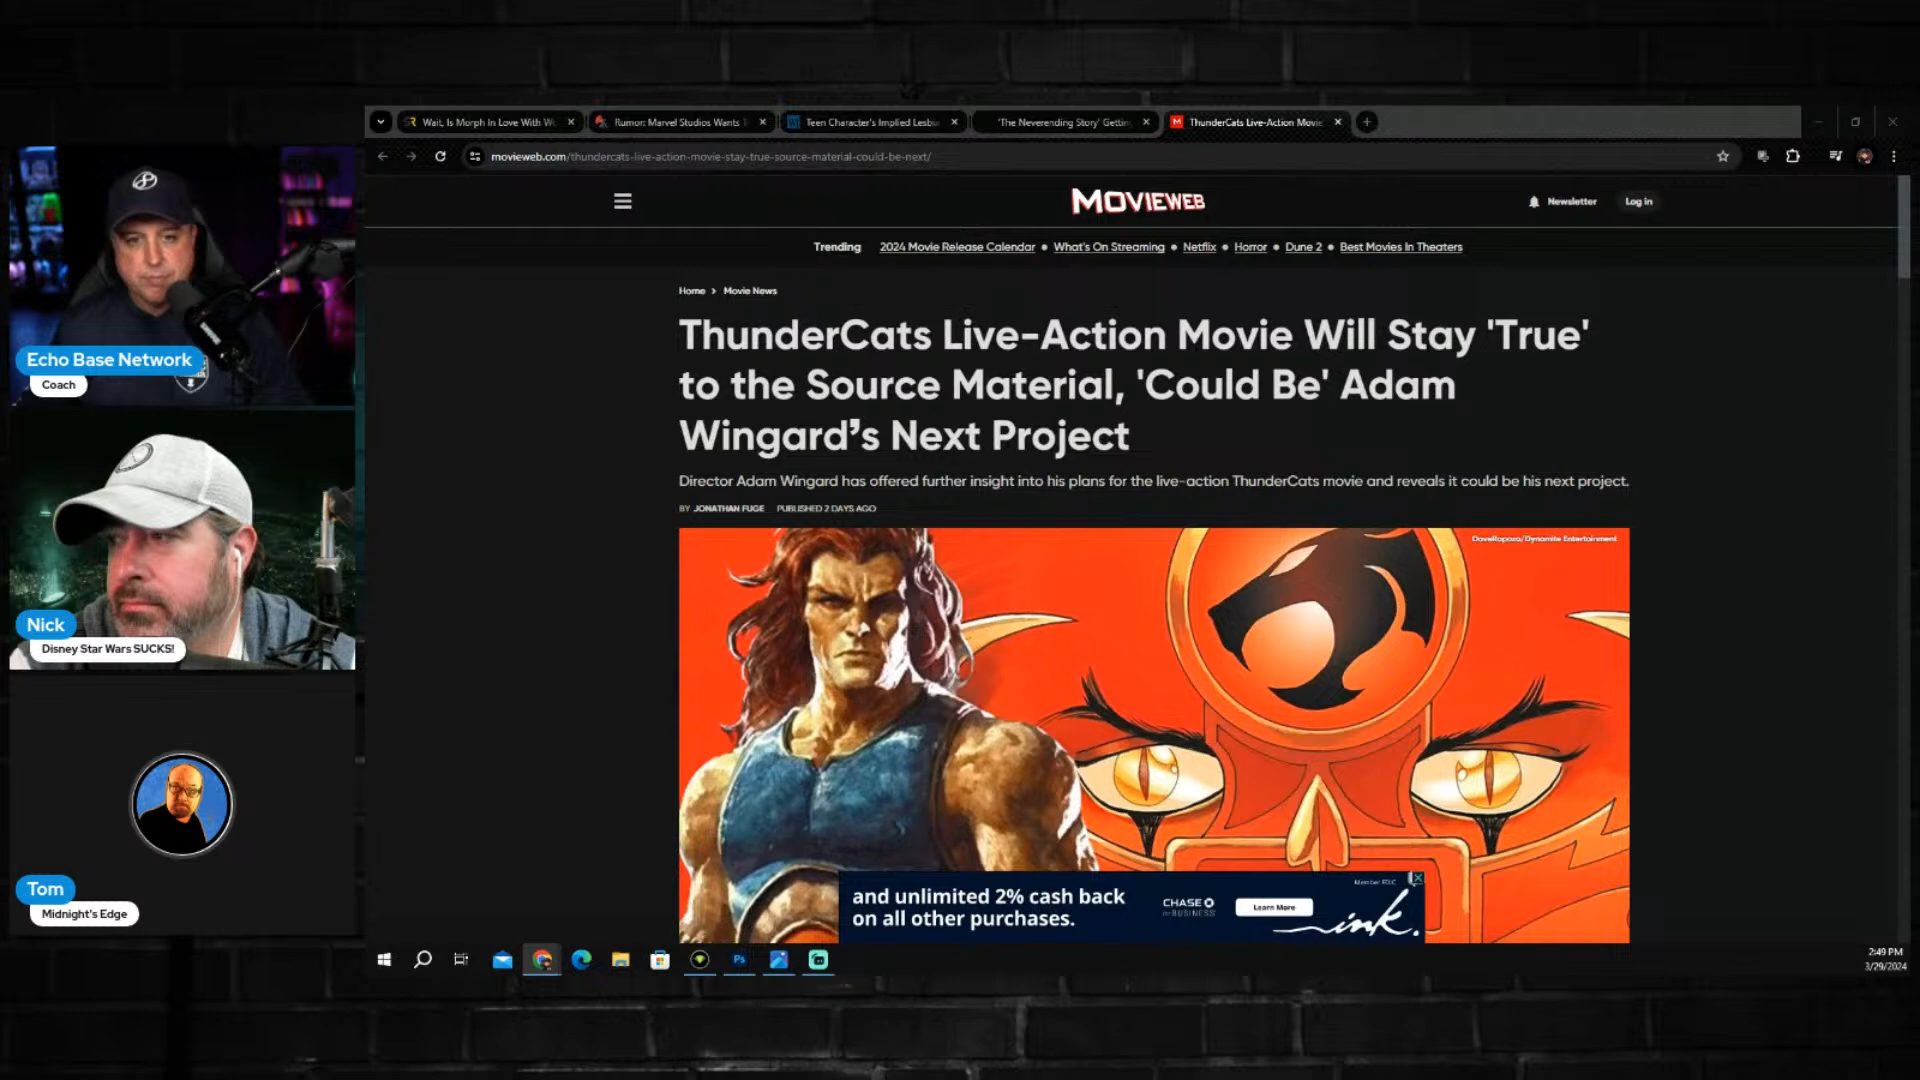 Wait, Is Morph In Love With W
Rumor: Marvel Studios Wants
Teen Character's Implied Lesbi
'The Neverending Story' Getting
ThunderCats Live-Action Movie
movieweb.com/thundercats-live-action-movie-stay-true-source-material-could-be-next/
MOVIEWEB
Newsletter
Log in
Trending 2024 Movie Release Calendar • What's On Streaming • Netflix • Horror • Dune 2 • Best Movies In Theaters
Home > Movie News
ThunderCats Live-Action Movie Will Stay 'True'
to the Source Material, 'Could Be' Adam
Wingard’s Next Project
Director Adam Wingard has offered further insight into his plans for the live-action ThunderCats movie and reveals it could be his next project.
BY JONATHAN FUGE PUBLISHED 2 DAYS AGO
DaveRapoza/Dynamite Entertainment
Echo Base Network
Coach
Nick
Disney Star Wars SUCKS!
Tom
Midnight's Edge
and unlimited 2% cash back
on all other purchases.
CHASE
for BUSINESS
Learn More
Member FDIC
ink.
Ps
2:49 PM
3/29/2024